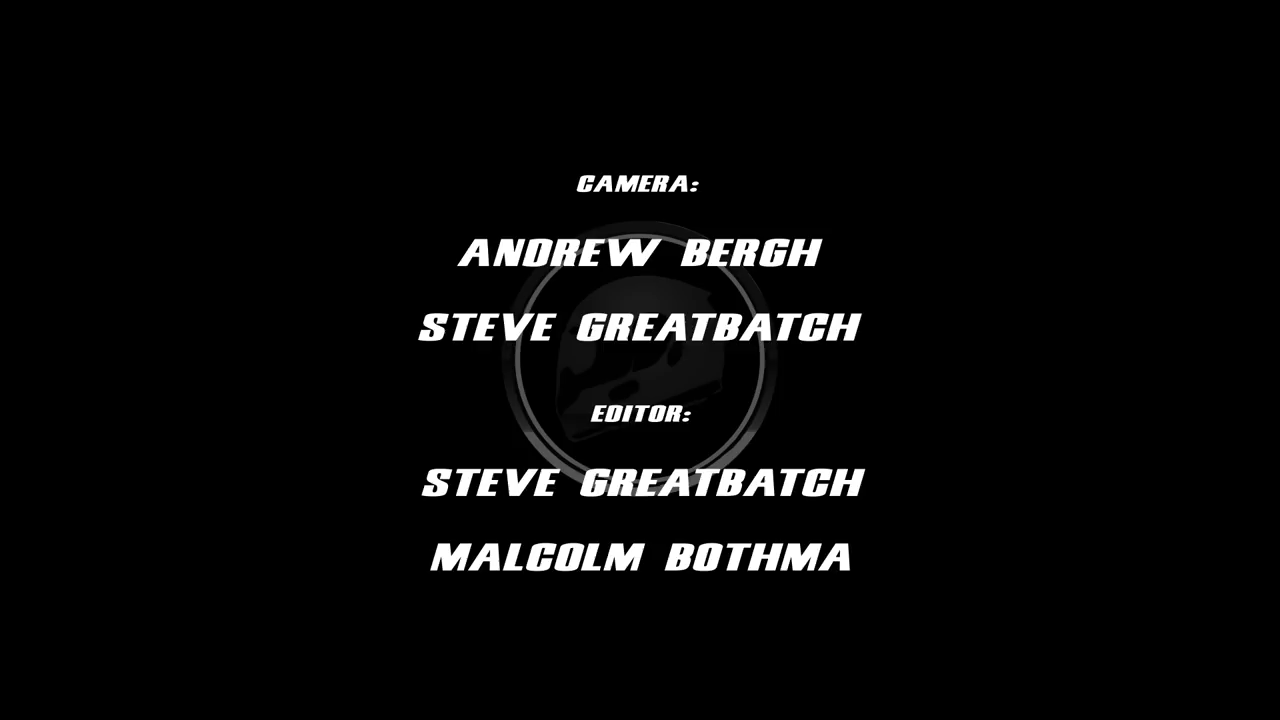 CAMERA:
ANDREW BERGH
STEVE GREATBATCH
EDITOR:
STEVE GREATBATCH
MALCOLM BOTHMA